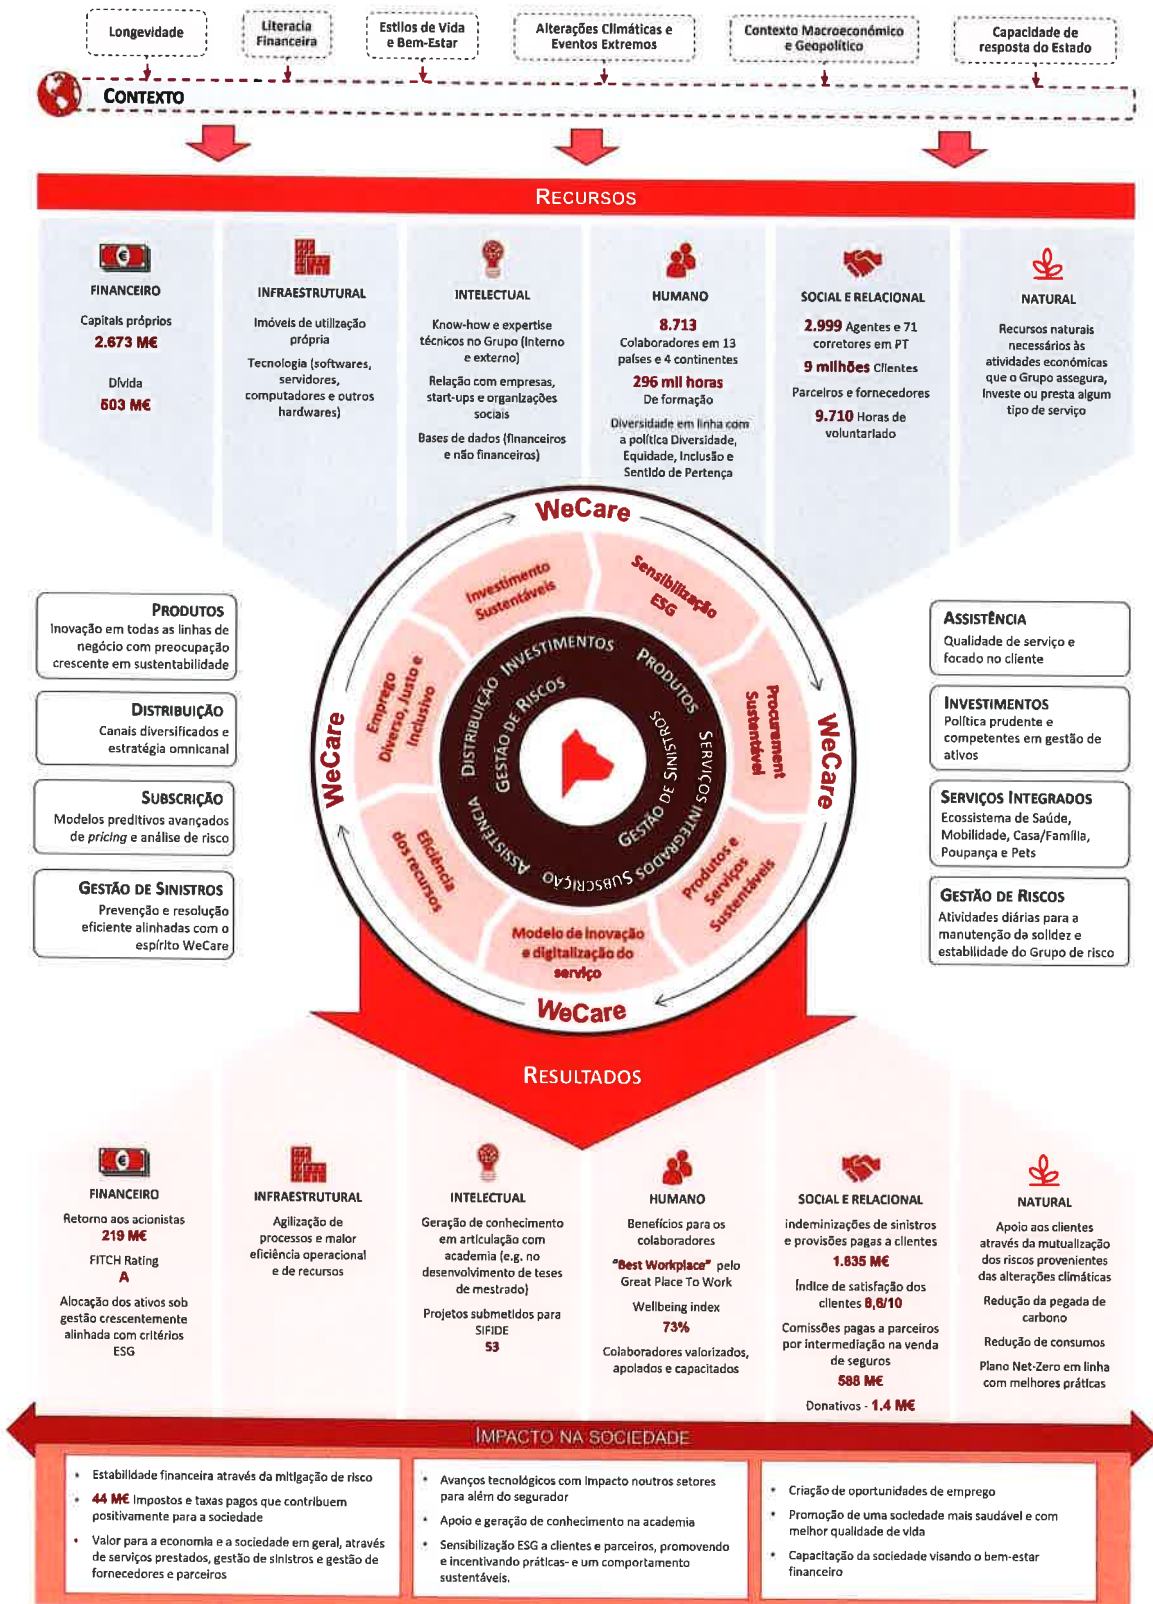 Longevidade
Literacia
Financeira
Estilos de Vida
e Bem-Estar
Alterações Climáticas e
Eventos Extremos
Contexto Macroeconómico
e Geopolítico
Capacidade de
resposta do Estado
CONTEXTO
RECURSOS
FINANCEIRO
Capitais próprios
2.673 M€
Dívida
503 M€
INFRAESTRUTURAL
Imóveis de utilização
própria
Tecnologia (softwares,
servidores,
computadores e outros
hardwares)
INTELECTUAL
Know-how e expertise
técnicos no Grupo (Interno
e externo)
Relação com empresas,
start-ups e organizações
sociais
Bases de dados (financeiros
e não financeiros)
HUMANO
8.713
Colaboradores em 13
países e 4 continentes
296 mil horas
De formação
Diversidade em linha com
a política Diversidade,
Equidade, Inclusão e
Sentido de Pertença
SOCIAL E RELACIONAL
2.999 Agentes e 71
corretores em PT
9 milhões Clientes
Parceiros e fornecedores
9.710 Horas de
voluntariado
NATURAL
Recursos naturais
necessários às
atividades económicas
que o Grupo assegura,
Investe ou presta algum
tipo de serviço
WeCare
WeCare
WeCare
WeCare
Investimento
Sustentáveis
Sensibilização
ESG
Procurament
Sustentável
Produtos e
Serviços
Sustentáveis
Modelo de inovação
e digitalização do
serviço
Eficiência
dos recursos
Emprego
Diverso, Justo e
Inclusivo
INVESTIMENTOS
PRODUTOS
SERVIÇOS INTEGRADOS
SUBSCRIÇÃO
ASSISTÊNCIA
DISTRIBUIÇÃO
GESTÃO DE RISCOS
GESTÃO DE SINISTROS
PRODUTOS
Inovação em todas as linhas de
negócio com preocupação
crescente em sustentabilidade
DISTRIBUIÇÃO
Canais diversificados e
estratégia omnicanal
SUBSCRIÇÃO
Modelos preditivos avançados
de pricing e análise de risco
GESTÃO DE SINISTROS
Prevenção e resolução
eficiente alinhadas com o
espírito WeCare
ASSISTÊNCIA
Qualidade de serviço e
focado no cliente
INVESTIMENTOS
Política prudente e
competentes em gestão de
ativos
SERVIÇOS INTEGRADOS
Ecossistema de Saúde,
Mobilidade, Casa/Família,
Poupança e Pets
GESTÃO DE RISCOS
Atividades diárias para a
manutenção da solidez e
estabilidade do Grupo de risco
RESULTADOS
FINANCEIRO
Retorno aos acionistas
219 M€
FITCH Rating
A
Alocação dos ativos sob
gestão crescentemente
alinhada com critérios
ESG
INFRAESTRUTURAL
Agilização de
processos e maior
eficiência operacional
e de recursos
INTELECTUAL
Geração de conhecimento
em articulação com
academia (e.g. no
desenvolvimento de teses
de mestrado)
Projetos submetidos para
SIFIDE
53
HUMANO
Benefícios para os
colaboradores
"Best Workplace" pelo
Great Place To Work
Wellbeing index
73%
Colaboradores valorizados,
apoiados e capacitados
SOCIAL E RELACIONAL
indeminizações de sinistros
e provisões pagas a clientes
1.835 M€
Índice de satisfação dos
clientes 8,6/10
Comissões pagas a parceiros
por intermediação na venda
de seguros
588 M€
Donativos - 1.4 M€
NATURAL
Apoio aos clientes
através da mutualização
dos riscos provenientes
das alterações climáticas
Redução da pegada de
carbono
Redução de consumos
Plano Net-Zero em linha
com melhores práticas
IMPACTO NA SOCIEDADE
• Estabilidade financeira através da mitigação de risco
• 44 M€ Impostos e taxas pagos que contribuem
positivamente para a sociedade
• Valor para a economia e a sociedade em geral, através
de serviços prestados, gestão de sinistros e gestão de
fornecedores e parceiros
• Avanços tecnológicos com Impacto noutros setores
para além do segurador
• Apoio e geração de conhecimento na academia
• Sensibilização ESG a clientes e parceiros, promovendo
e incentivando práticas- e um comportamento
sustentáveis.
• Criação de oportunidades de emprego
• Promoção de uma sociedade mais saudável e com
melhor qualidade de vida
• Capacitação da sociedade visando o bem-estar
financeiro